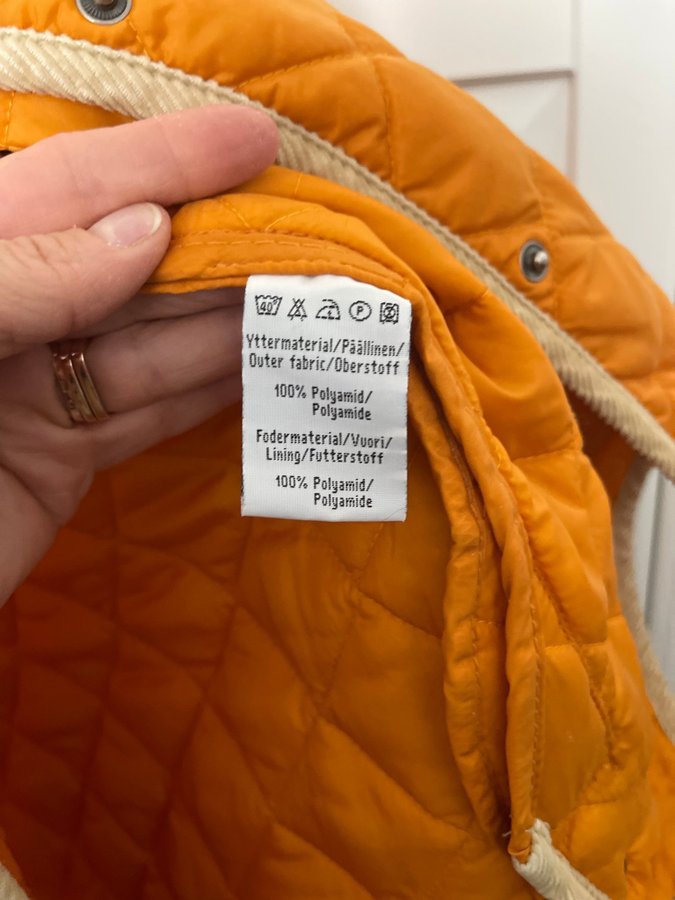 40°
P
Yttermaterial/Päällinen/
Outer fabric/Oberstoff
100% Polyamid/
Polyamide
Fodermaterial/Vuori/
Lining/Futterstoff
100% Polyamid/
Polyamide